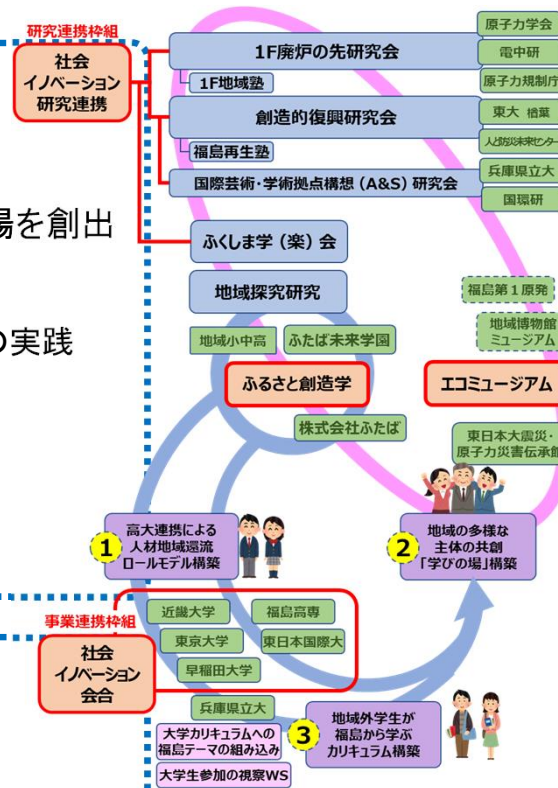 研究連携枠組
社会
イノベーション
研究連携
1F廃炉の先研究会
1F地域塾
創造的復興研究会
福島再生塾
国際芸術・学術拠点構想（A&S）研究会
原子力学会
電中研
原子力規制庁
東大 楢葉
人と防災未来センター
兵庫県立大
国環研
場を創出
の実践
ふくしま学（楽）会
地域探究研究
地域小中高
ふたば未来学園
ふるさと創造学
株式会社ふたば
福島第１原発
地域博物館
ミュージアム
エコミュージアム
東日本大震災・
原子力災害伝承館
1
高大連携による
人材地域還流
ロールモデル構築
2
地域の多様な
主体の共創
「学びの場」構築
事業連携枠組
社会
イノベーション
会合
近畿大学
福島高専
東京大学
東日本国際大
早稲田大学
兵庫県立大
大学カリキュラムへの
福島テーマの組み込み
大学生参加の視察WS
3
地域外学生が
福島から学ぶ
カリキュラム構築